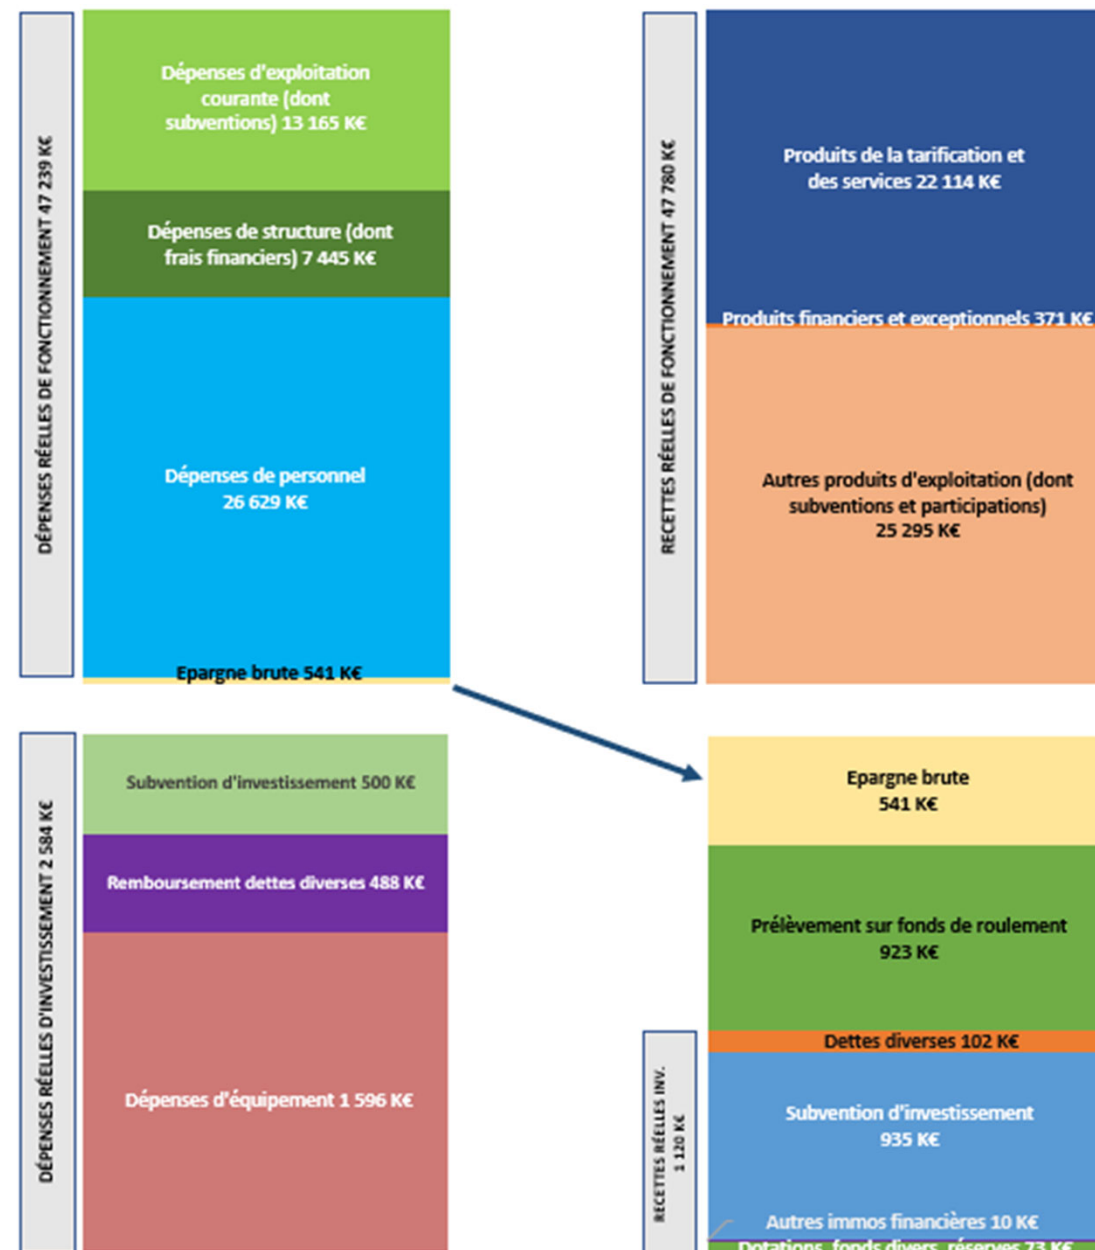 DÉPENSES RÉELLES DE FONCTIONNEMENT 47 239 K€
Dépenses d'exploitation
courante (dont
subventions) 13 165 K€
Dépenses de structure (dont
frais financiers) 7 445 K€
Dépenses de personnel
26 629 K€
Epargne brute 541 K€
RECETTES RÉELLES DE FONCTIONNEMENT 47 780 K€
Produits de la tarification et
des services 22 114 K€
Produits financiers et exceptionnels 371 K€
Autres produits d'exploitation (dont
subventions et participations)
25 295 K€
DÉPENSES RÉELLES D'INVESTISSEMENT 2 584 K€
Subvention d'investissement 500 K€
Remboursement dettes diverses 488 K€
Dépenses d'équipement 1 596 K€
Epargne brute
541 K€
Prélèvement sur fonds de roulement
923 K€
RECETTES RÉELLES INV.
1 120 K€
Dettes diverses 102 K€
Subvention d'investissement
935 K€
Autres immos financières 10 K€
Dotations, fonds divers, réserves 73 K€